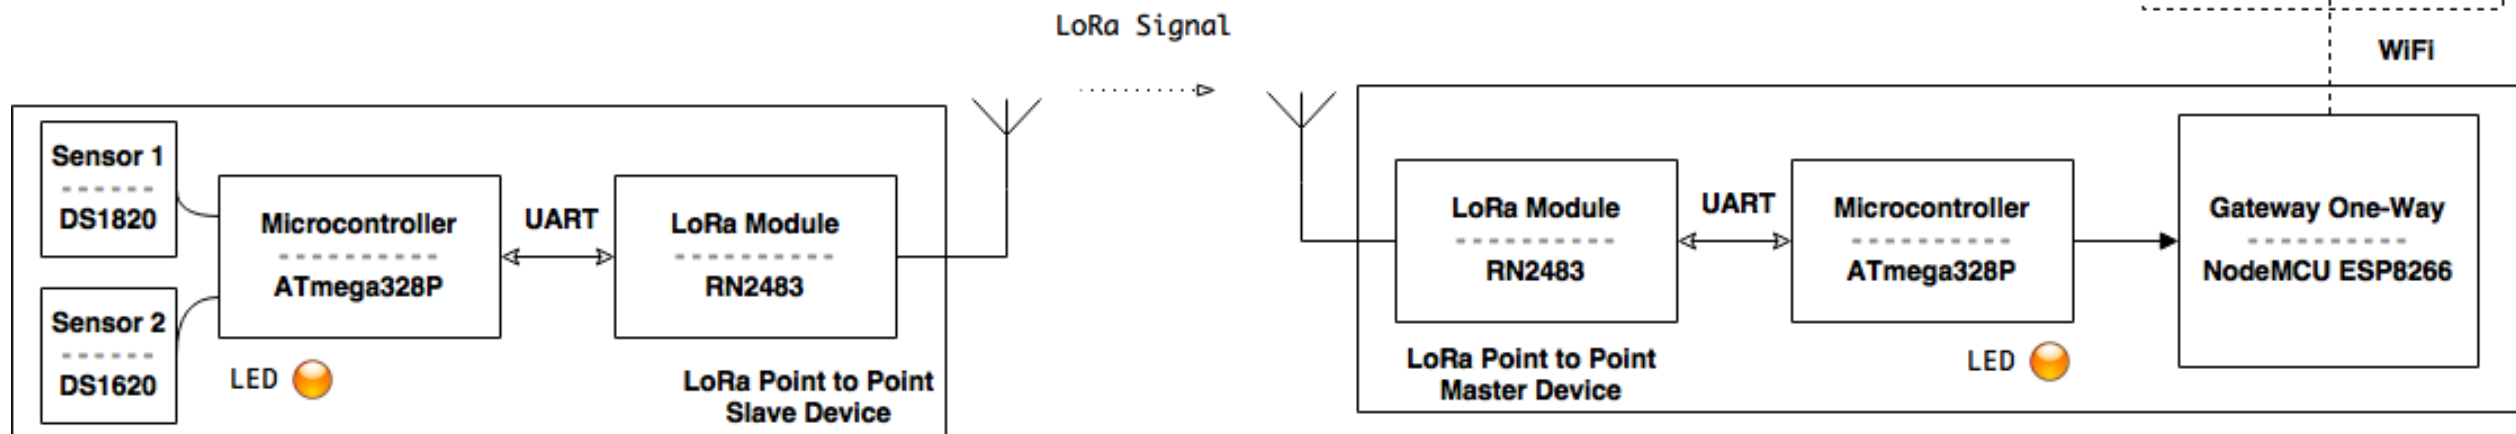 LoRa Signal
WiFi
Sensor 1
DS1820
Sensor 2
DS1620
Microcontroller
ATmega328P
LED
UART
LoRa Module
RN2483
LoRa Point to Point
Slave Device
LoRa Module
RN2483
UART
Microcontroller
ATmega328P
LoRa Point to Point
Master Device
LED
Gateway One-Way
NodeMCU ESP8266